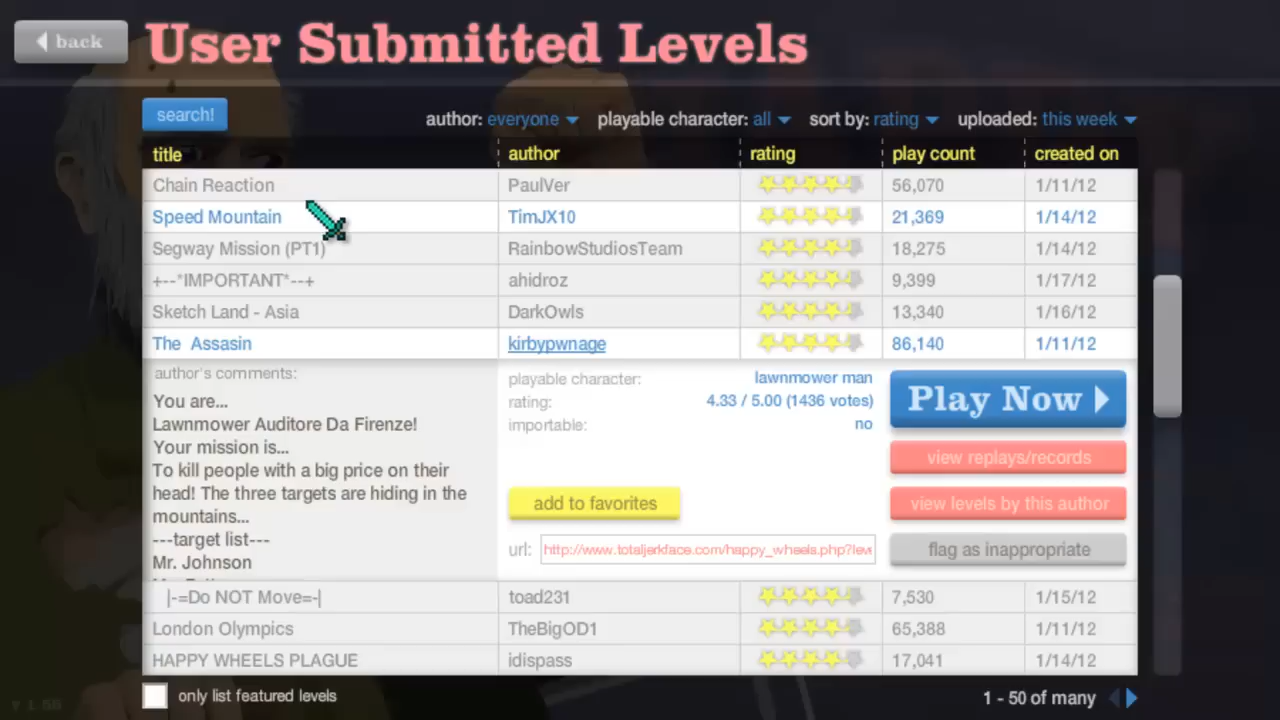 back
User Submitted Levels
search!
author: everyone playable character: all sort by: rating uploaded: this week
title author rating play count created on
Chain Reaction PaulVer 56,070 1/11/12
Speed Mountain TimJX10 21,369 1/14/12
Segway Mission (PT1) RainbowStudiosTeam 18,275 1/14/12
+--*IMPORTANT*--+ ahidroz 9,399 1/17/12
Sketch Land - Asia DarkOwls 13,340 1/16/12
The Assasin kirbypwnage 86,140 1/11/12
author's comments:
You are...
Lawnmower Auditore Da Firenze!
Your mission is...
To kill people with a big price on their
head! The three targets are hiding in the
mountains...
---target list---
Mr. Johnson
playable character: lawnmower man
rating: 4.33 / 5.00 (1436 votes)
importable: no
add to favorites
url: http://www.totaljerkface.com/happy_wheels.php?lev
Play Now
view replays/records
view levels by this author
flag as inappropriate
|-=Do NOT Move=-| toad231 7,530 1/15/12
London Olympics TheBigOD1 65,388 1/11/12
HAPPY WHEELS PLAGUE idispass 17,041 1/14/12
only list featured levels
1 - 50 of many